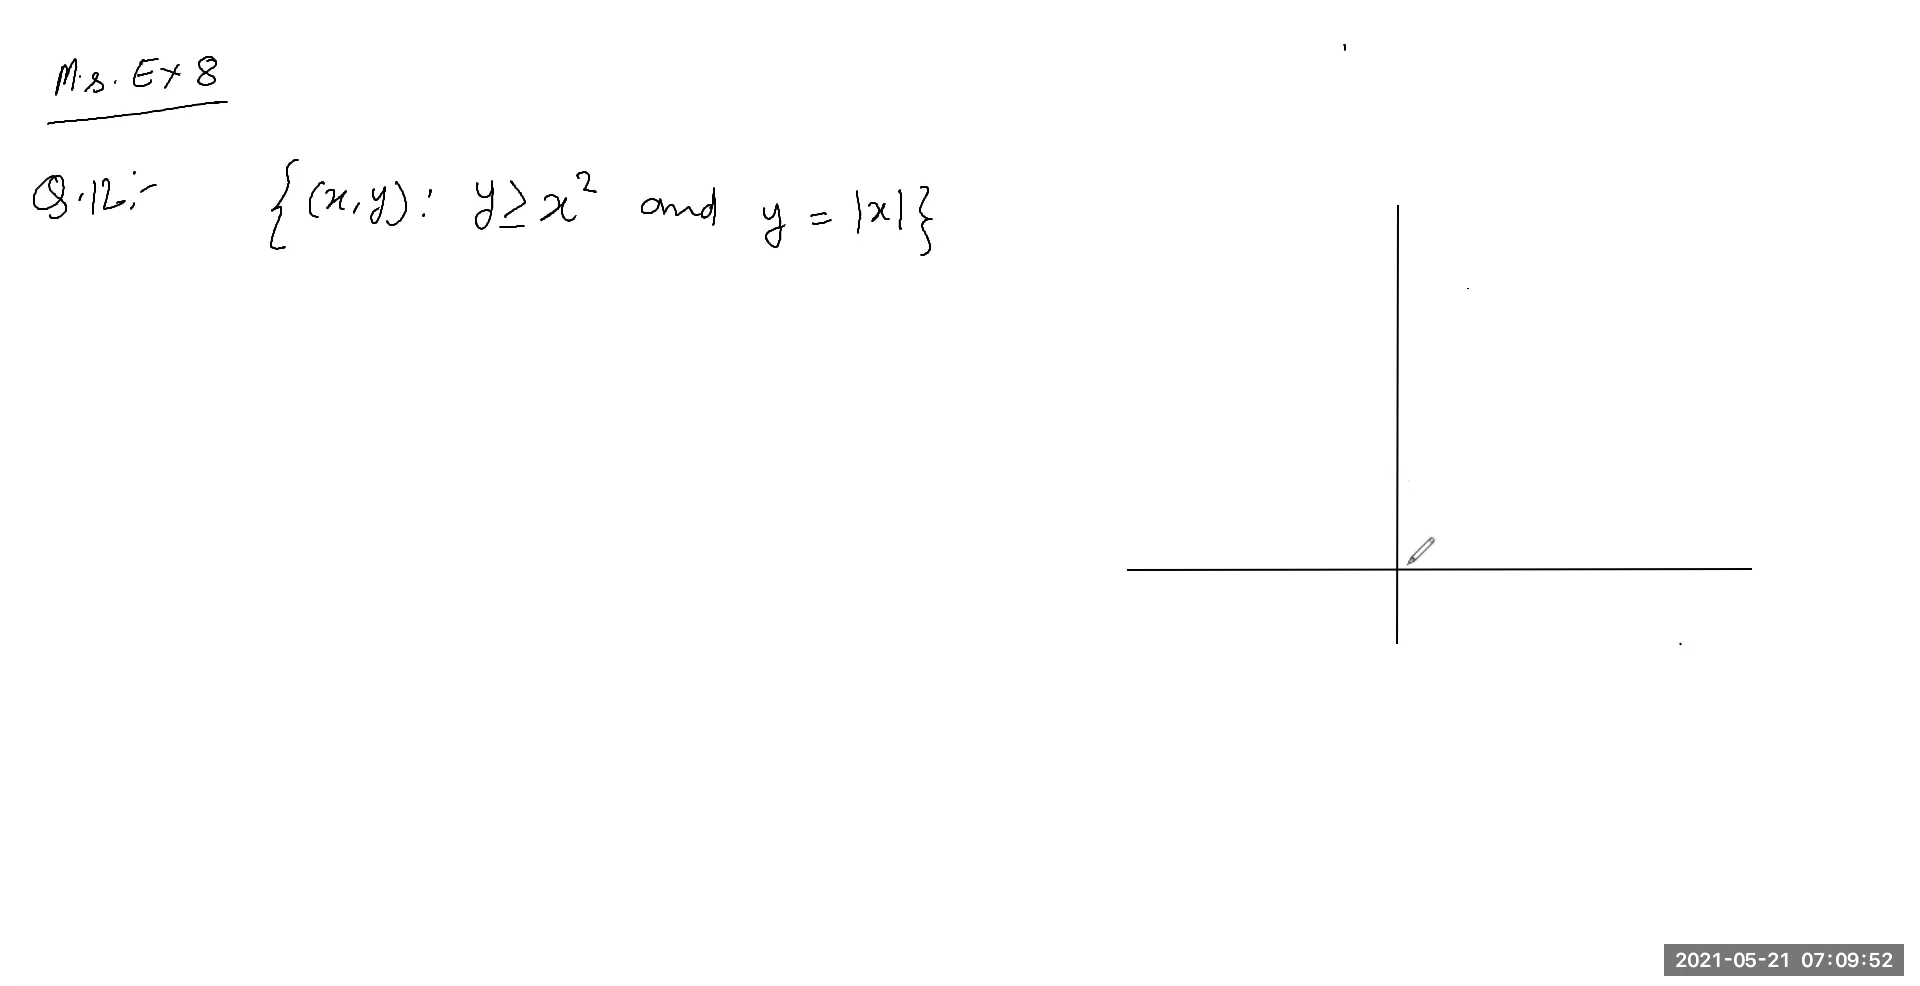 M.s. Ex 8
Q.12:- {(x,y): y≥x² and y = |x|}
2021-05-21 07:09:52